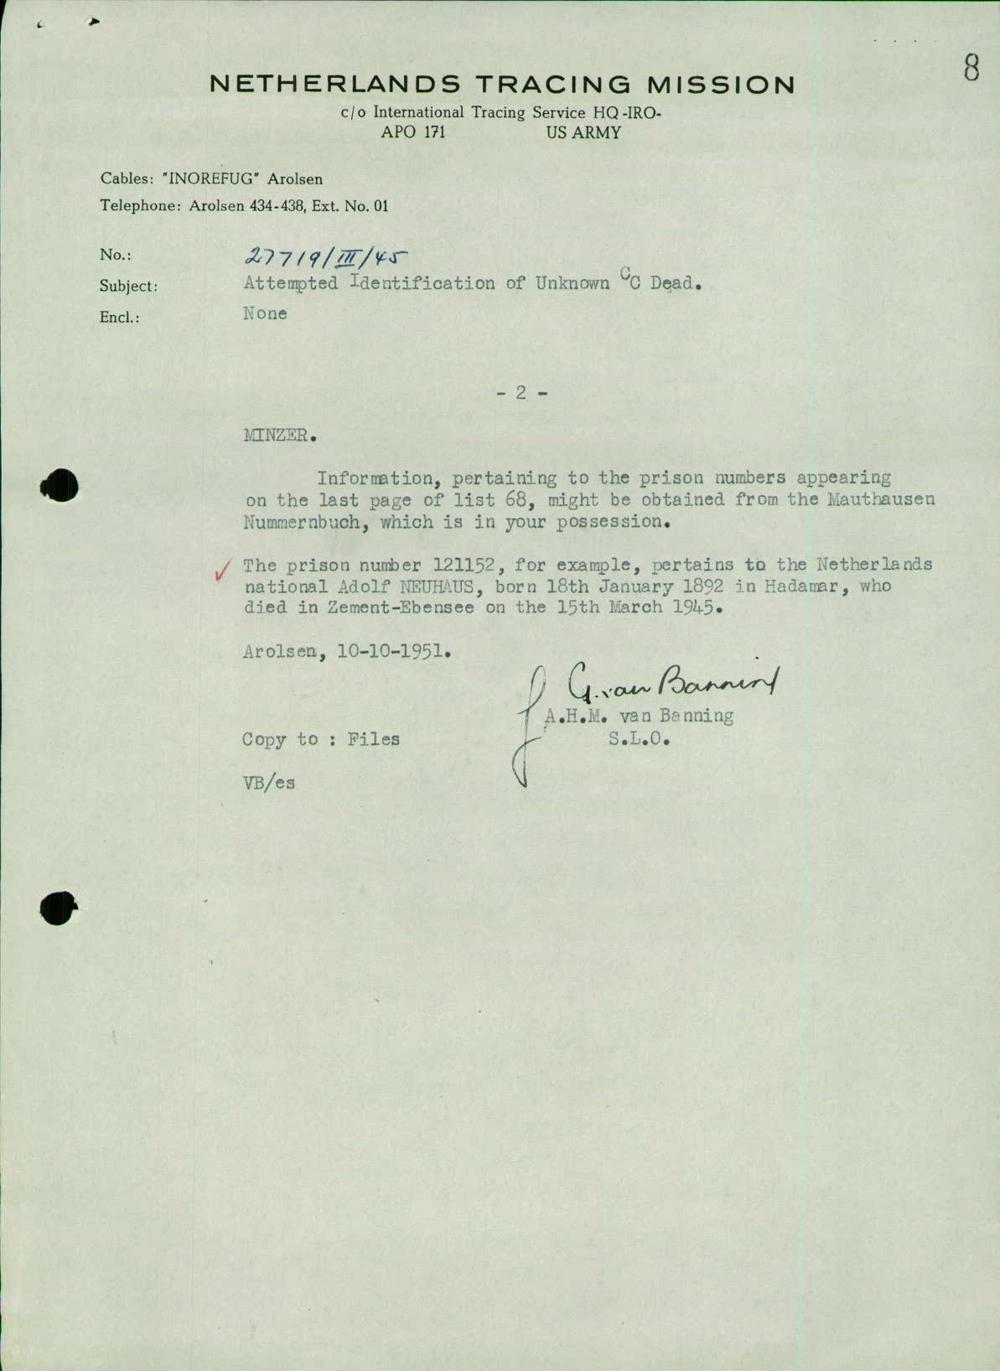 8
NETHERLANDS TRACING MISSION
c/o International Tracing Service HQ-IRO-
APO 171 US ARMY
Cables: "INOREFUG" Arolsen
Telephone: Arolsen 434-438, Ext. No. 01
No.: 27719/III/45
Subject: Attempted Identification of Unknown CC Dead.
Encl.: None
- 2 -
MINZER.
Information, pertaining to the prison numbers appearing
on the last page of list 68, might be obtained from the Mauthausen
Nummernbuch, which is in your possession.
The prison number 121152, for example, pertains to the Netherlands
national Adolf NEUHAUS, born 18th January 1892 in Hadamar, who
died in Zement-Ebensee on the 15th March 1945.
Arolsen, 10-10-1951.
G. van Banning
A.H.M. van Banning
Copy to : Files S.L.O.
VB/es